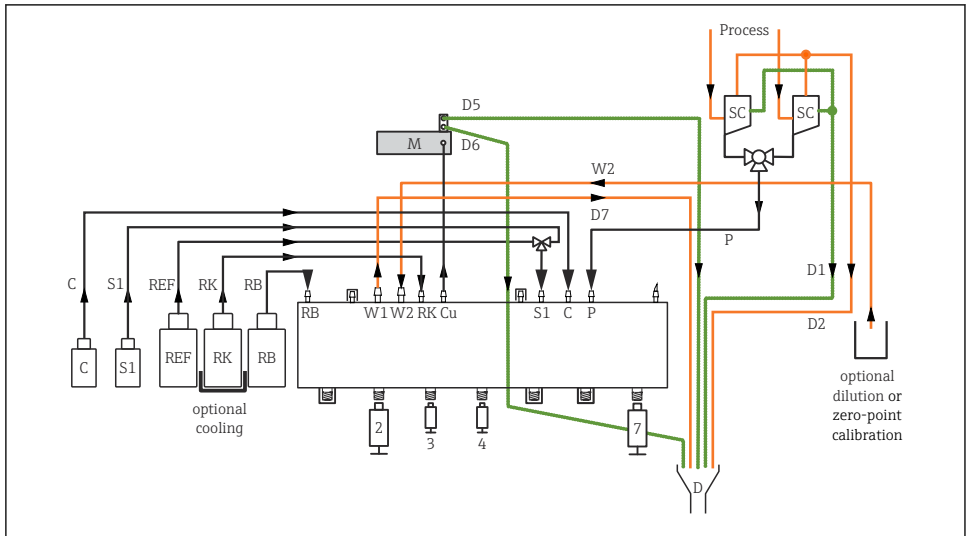 Process
D5
SC
SC
M
D6
W2
D7
P
D1
C
S1
REF
RK
RB
RB
W1
W2
RK
Cu
S1
C
P
D2
C
S1
REF
RK
RB
optional
cooling
optional
dilution or
zero-point
calibration
2
3
4
7
D